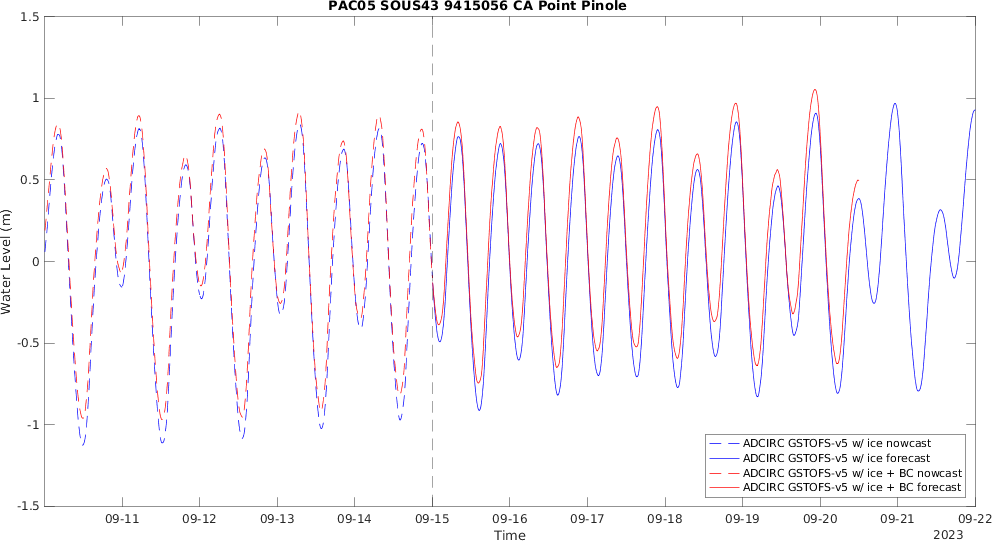 PAC05 SOUS43 9415056 CA Point Pinole
1.5
1
0.5
0
-0.5
-1
-1.5
Water Level (m)
09-11 09-12 09-13 09-14 09-15 09-16 09-17 09-18 09-19 09-20 09-21 09-22
2023
Time
ADCIRC GSTOFS-v5 w/ ice nowcast
ADCIRC GSTOFS-v5 w/ ice forecast
ADCIRC GSTOFS-v5 w/ ice + BC nowcast
ADCIRC GSTOFS-v5 w/ ice + BC forecast